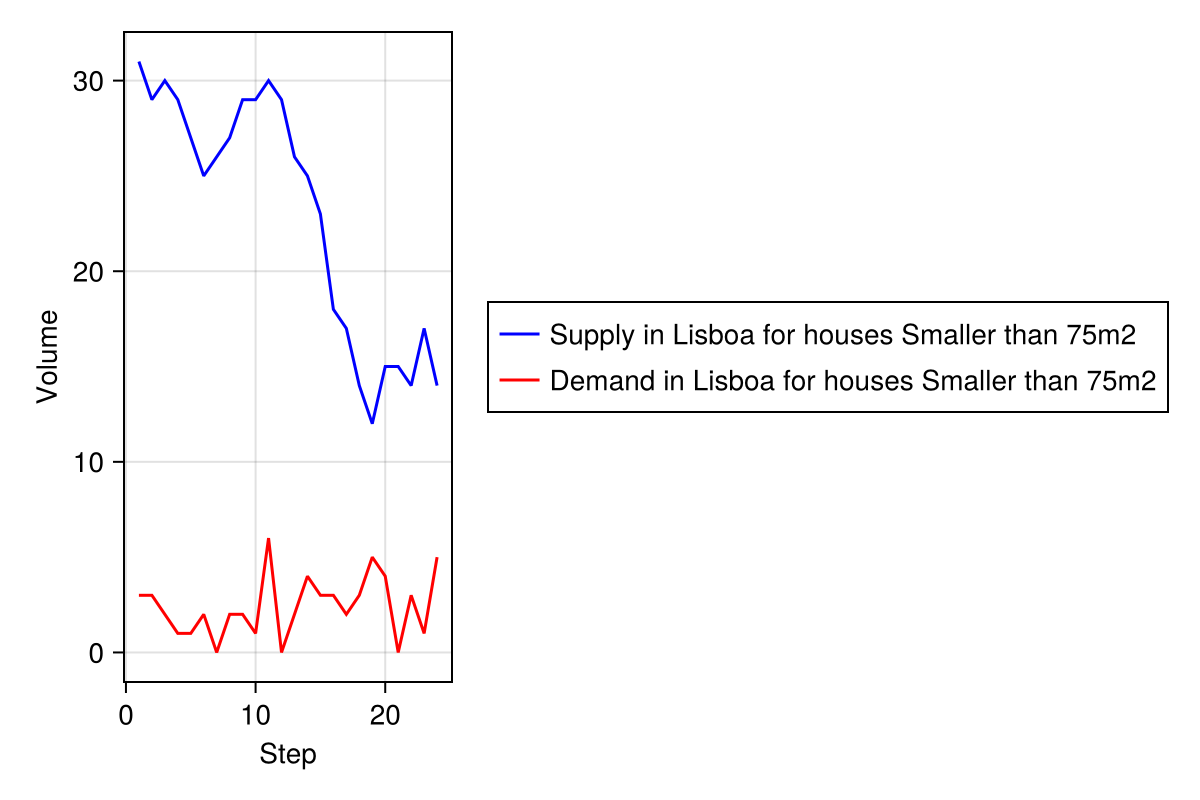 30
20
10
0
Volume
0 10 20
Step
Supply in Lisboa for houses Smaller than 75m2
Demand in Lisboa for houses Smaller than 75m2